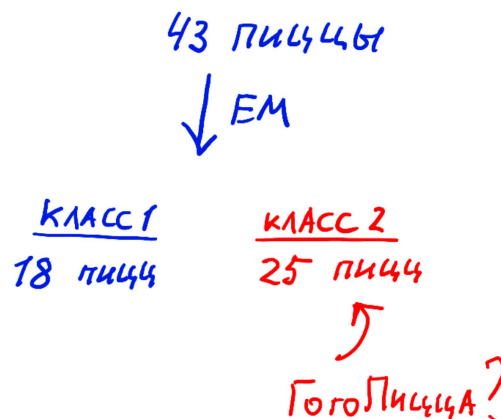 43 ПИЦЦЫ
ЕМ
КЛАСС 1
18 ПИЦЦ
КЛАСС 2
25 ПИЦЦ
ГогоПиццА?